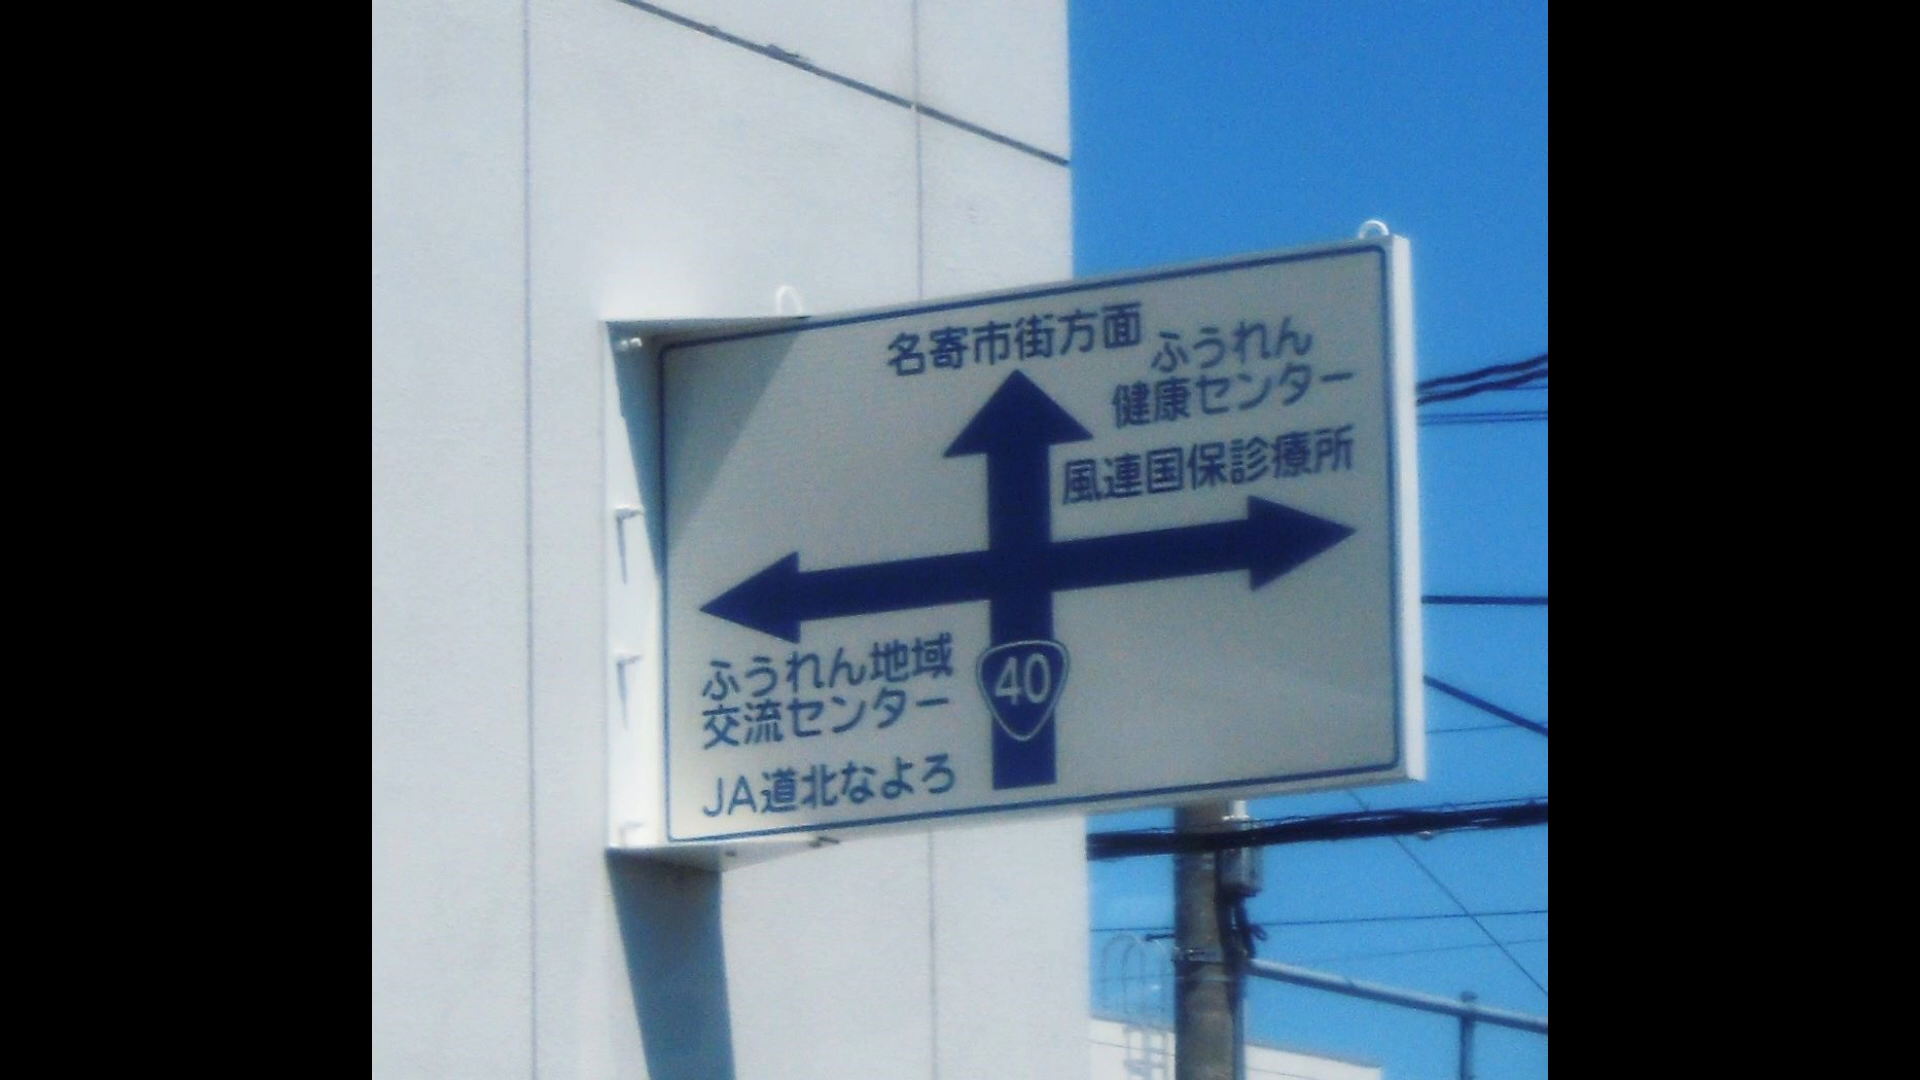 名寄市街方面
ふうれん
健康センター
風連国保診療所
ふうれん地域
交流センター
40
JA道北なよろ